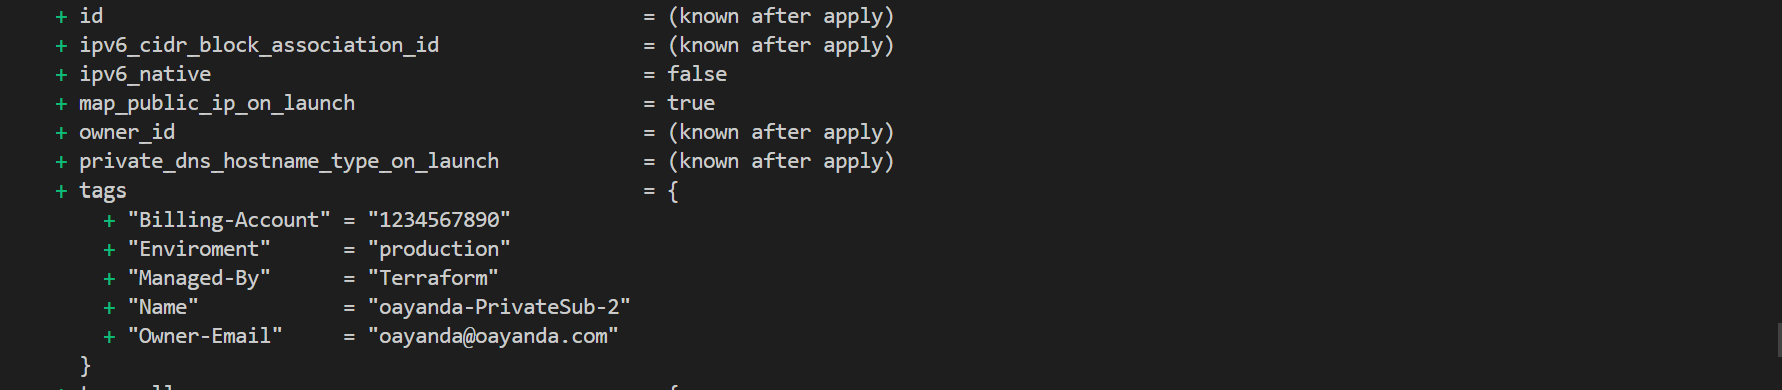 + id = (known after apply)
+ ipv6_cidr_block_association_id = (known after apply)
+ ipv6_native = false
+ map_public_ip_on_launch = true
+ owner_id = (known after apply)
+ private_dns_hostname_type_on_launch = (known after apply)
+ tags = {
+ "Billing-Account" = "1234567890"
+ "Enviroment" = "production"
+ "Managed-By" = "Terraform"
+ "Name" = "oayanda-PrivateSub-2"
+ "Owner-Email" = "oayanda@oayanda.com"
}